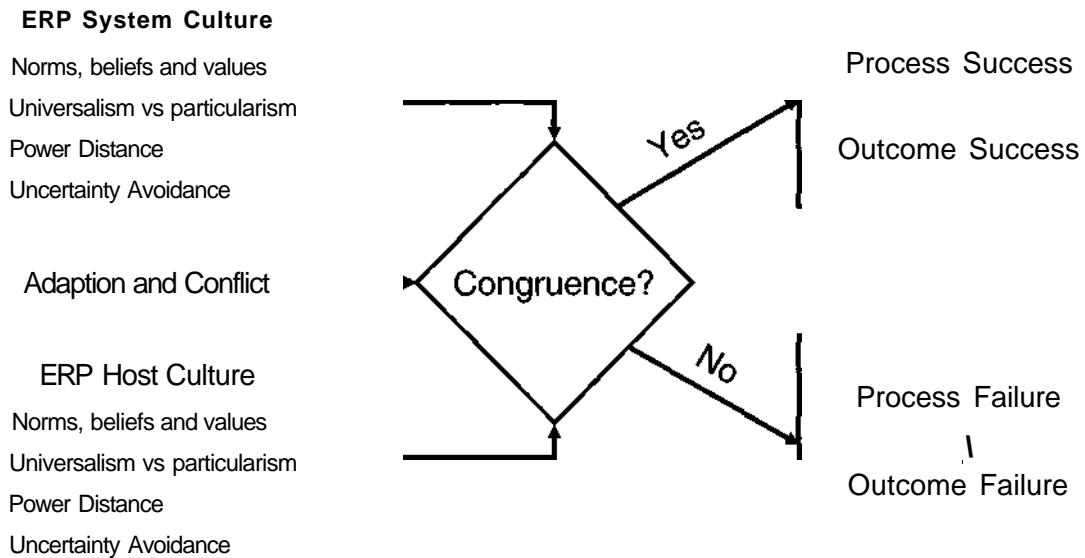 ERP System Culture
Norms, beliefs and values
Universalism vs particularism
Power Distance
Uncertainty Avoidance
Adaption and Conflict
ERP Host Culture
Norms, beliefs and values
Universalism vs particularism
Power Distance
Uncertainty Avoidance
Congruence?
Yes
No
Process Success
Outcome Success
Process Failure
Outcome Failure